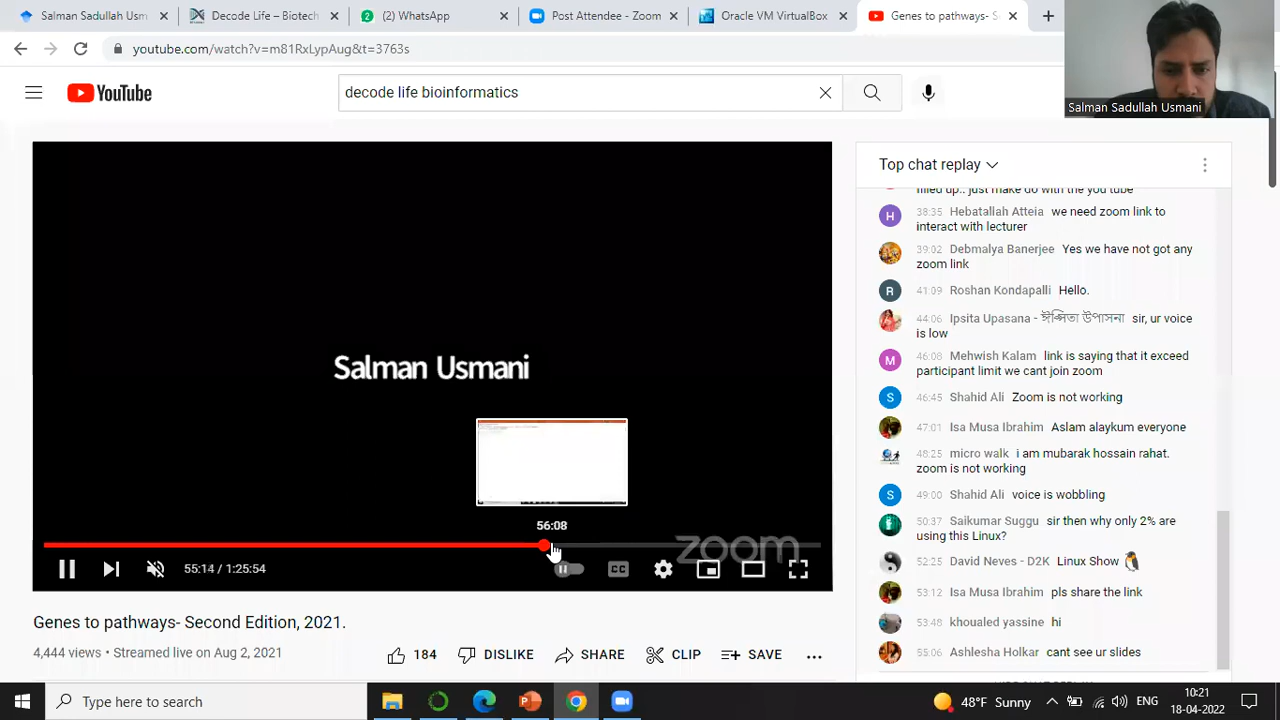 Salman Sadullah Usm
Decode Life – Biotech
(2) WhatsApp
Post Attendee - Zoom
Oracle VM VirtualBox
Genes to pathways- S
youtube.com/watch?v=m81RxLypAug&t=3763s
YouTube
decode life bioinformatics
Salman Sadullah Usmani
Salman Usmani
56:08
zoom
55:14 / 1:25:54
CC
Genes to pathways- Second Edition, 2021.
4,444 views • Streamed live on Aug 2, 2021
184
DISLIKE
SHARE
CLIP
SAVE
Top chat replay
filled up.. just make do with the you tube
38:35 Hebatallah Atteia we need zoom link to
interact with lecturer
39:02 Debmalya Banerjee Yes we have not got any
zoom link
41:09 Roshan Kondapalli Hello.
44:06 Ipsita Upasana - ঈপ্সিতা উপাসনা sir, ur voice
is low
46:08 Mehwish Kalam link is saying that it exceed
participant limit we cant join zoom
46:45 Shahid Ali Zoom is not working
47:01 Isa Musa Ibrahim Aslam alaykum everyone
48:25 micro walk i am mubarak hossain rahat.
zoom is not working
49:00 Shahid Ali voice is wobbling
50:37 Saikumar Suggu sir then why only 2% are
using this Linux?
52:25 David Neves - D2K Linux Show
53:12 Isa Musa Ibrahim pls share the link
53:48 khoualed yassine hi
55:06 Ashlesha Holkar cant see ur slides
Type here to search
48°F Sunny
ENG
10:21
18-04-2022